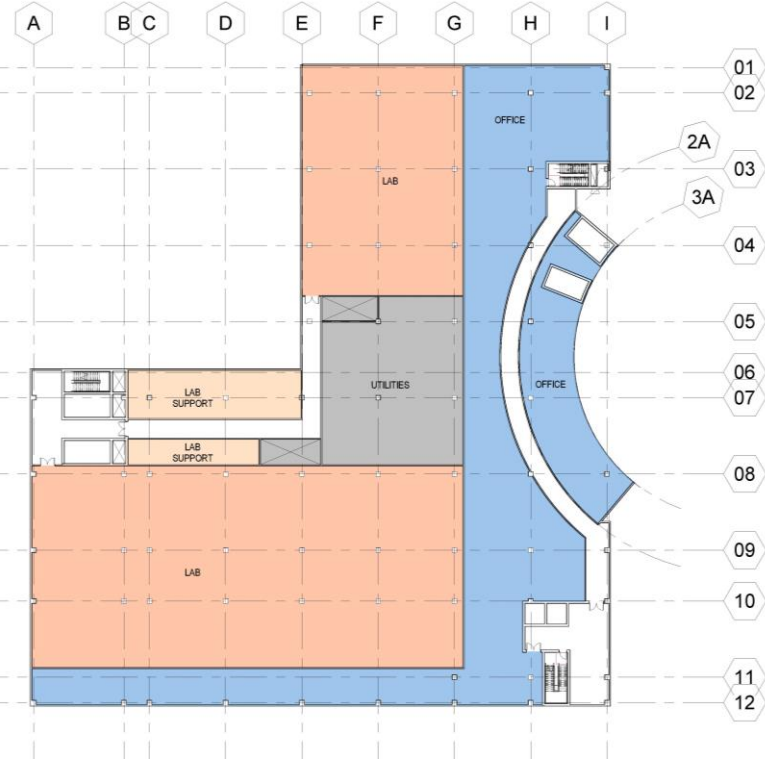 A B C D E F G H I
01
02
OFFICE
2A
03
LAB
3A
04
05
06
UTILITIES
OFFICE
LAB
SUPPORT
07
LAB
SUPPORT
08
09
LAB
10
11
12